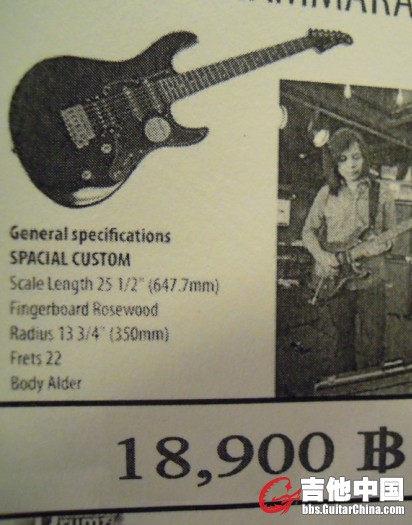 General specifications
SPACIAL CUSTOM
Scale Length 25 1/2" (647.7mm)
Fingerboard Rosewood
Radius 13 3/4" (350mm)
Frets 22
Body Alder
18,900 ฿
吉他中国
bbs.GuitarChina.com